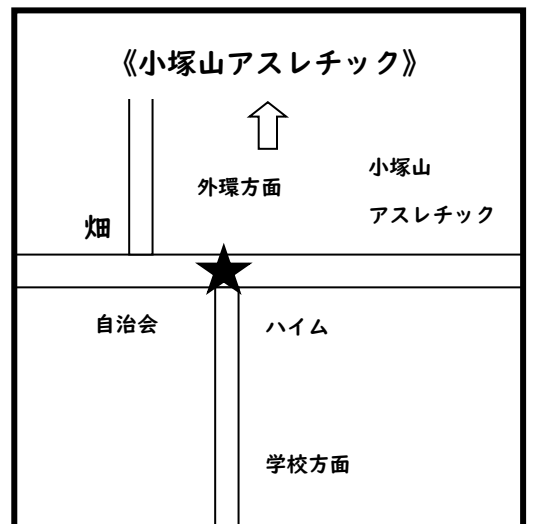 《小塚山アスレチック》
外環方面
小塚山
アスレチック
畑
自治会
ハイム
学校方面